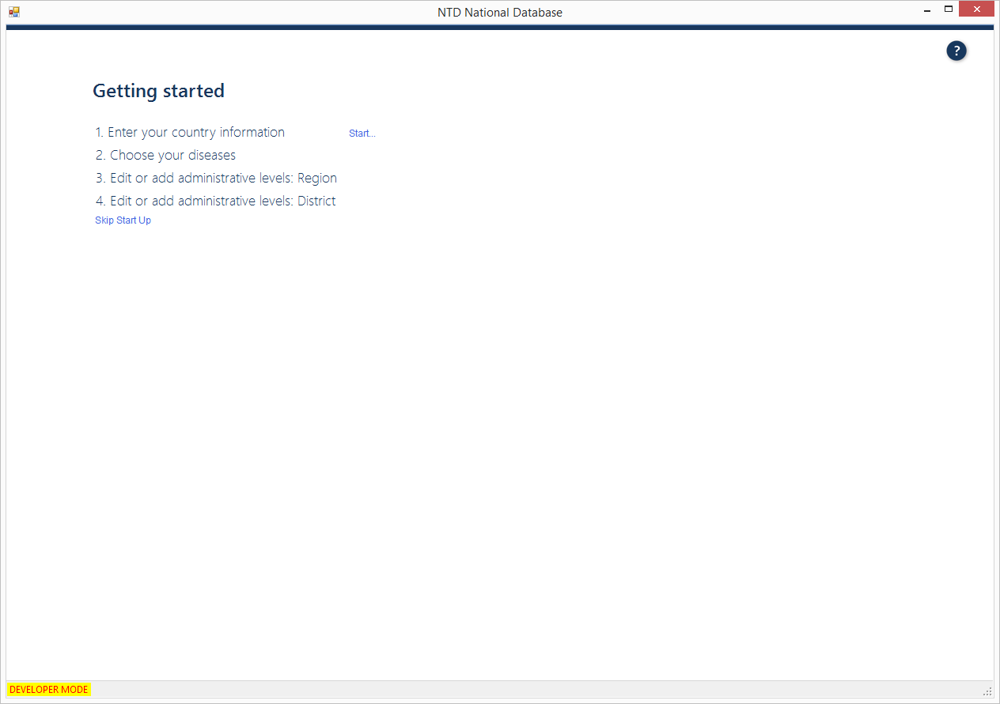 NTD National Database
?
Getting started
1. Enter your country information Start...
2. Choose your diseases
3. Edit or add administrative levels: Region
4. Edit or add administrative levels: District
Skip Start Up
DEVELOPER MODE